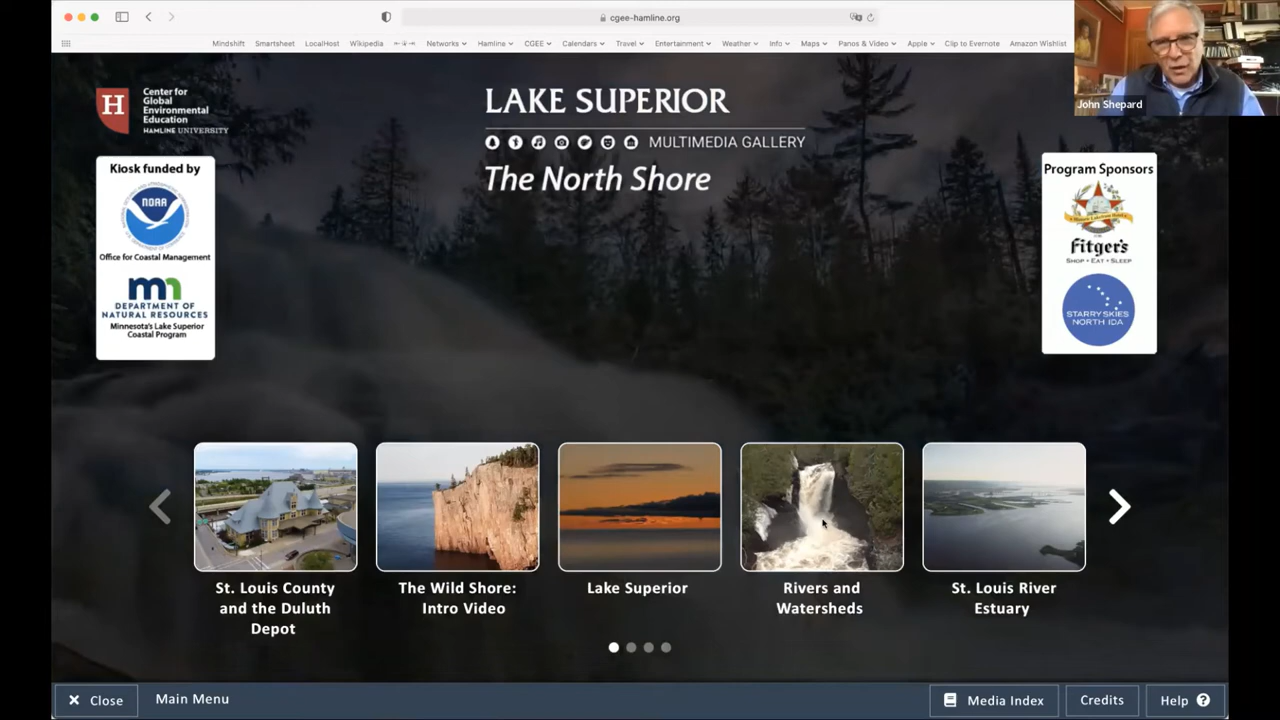 cgee-hamline.org
Mindshift Smartsheet LocalHost Wikipedia Networks Hamline CGEE Calendars Travel Entertainment Weather Info Maps Panos & Video Apple Clip to Evernote Amazon Wishlist
John Shepard
H
Center for
Global
Environmental
Education
HAMLINE UNIVERSITY
LAKE SUPERIOR
MULTIMEDIA GALLERY
The North Shore
Kiosk funded by
NOAA
Office for Coastal Management
mn
DEPARTMENT OF
NATURAL RESOURCES
Minnesota's Lake Superior
Coastal Program
Program Sponsors
Fitger's
SHOP • EAT • SLEEP
STARRY SKIES
NORTH IDA
St. Louis County
and the Duluth
Depot
The Wild Shore:
Intro Video
Lake Superior
Rivers and
Watersheds
St. Louis River
Estuary
Close
Main Menu
Media Index
Credits
Help ?